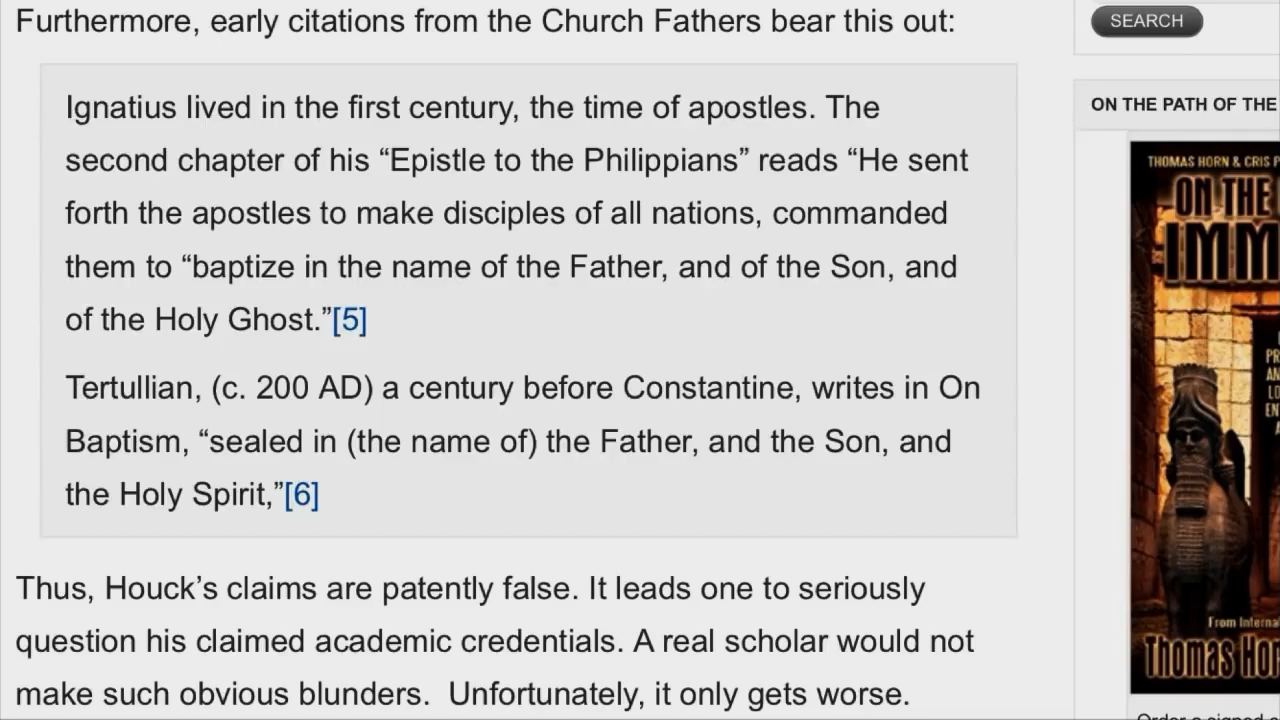 Furthermore, early citations from the Church Fathers bear this out:
Ignatius lived in the first century, the time of apostles. The
second chapter of his “Epistle to the Philippians” reads “He sent
forth the apostles to make disciples of all nations, commanded
them to “baptize in the name of the Father, and of the Son, and
of the Holy Ghost.”[5]
Tertullian, (c. 200 AD) a century before Constantine, writes in On
Baptism, “sealed in (the name of) the Father, and the Son, and
the Holy Spirit,”[6]
Thus, Houck’s claims are patently false. It leads one to seriously
question his claimed academic credentials. A real scholar would not
make such obvious blunders.  Unfortunately, it only gets worse.
SEARCH
ON THE PATH OF THE
THOMAS HORN & CRIS P
ON THE
IMM
From Interna
Thomas Hor